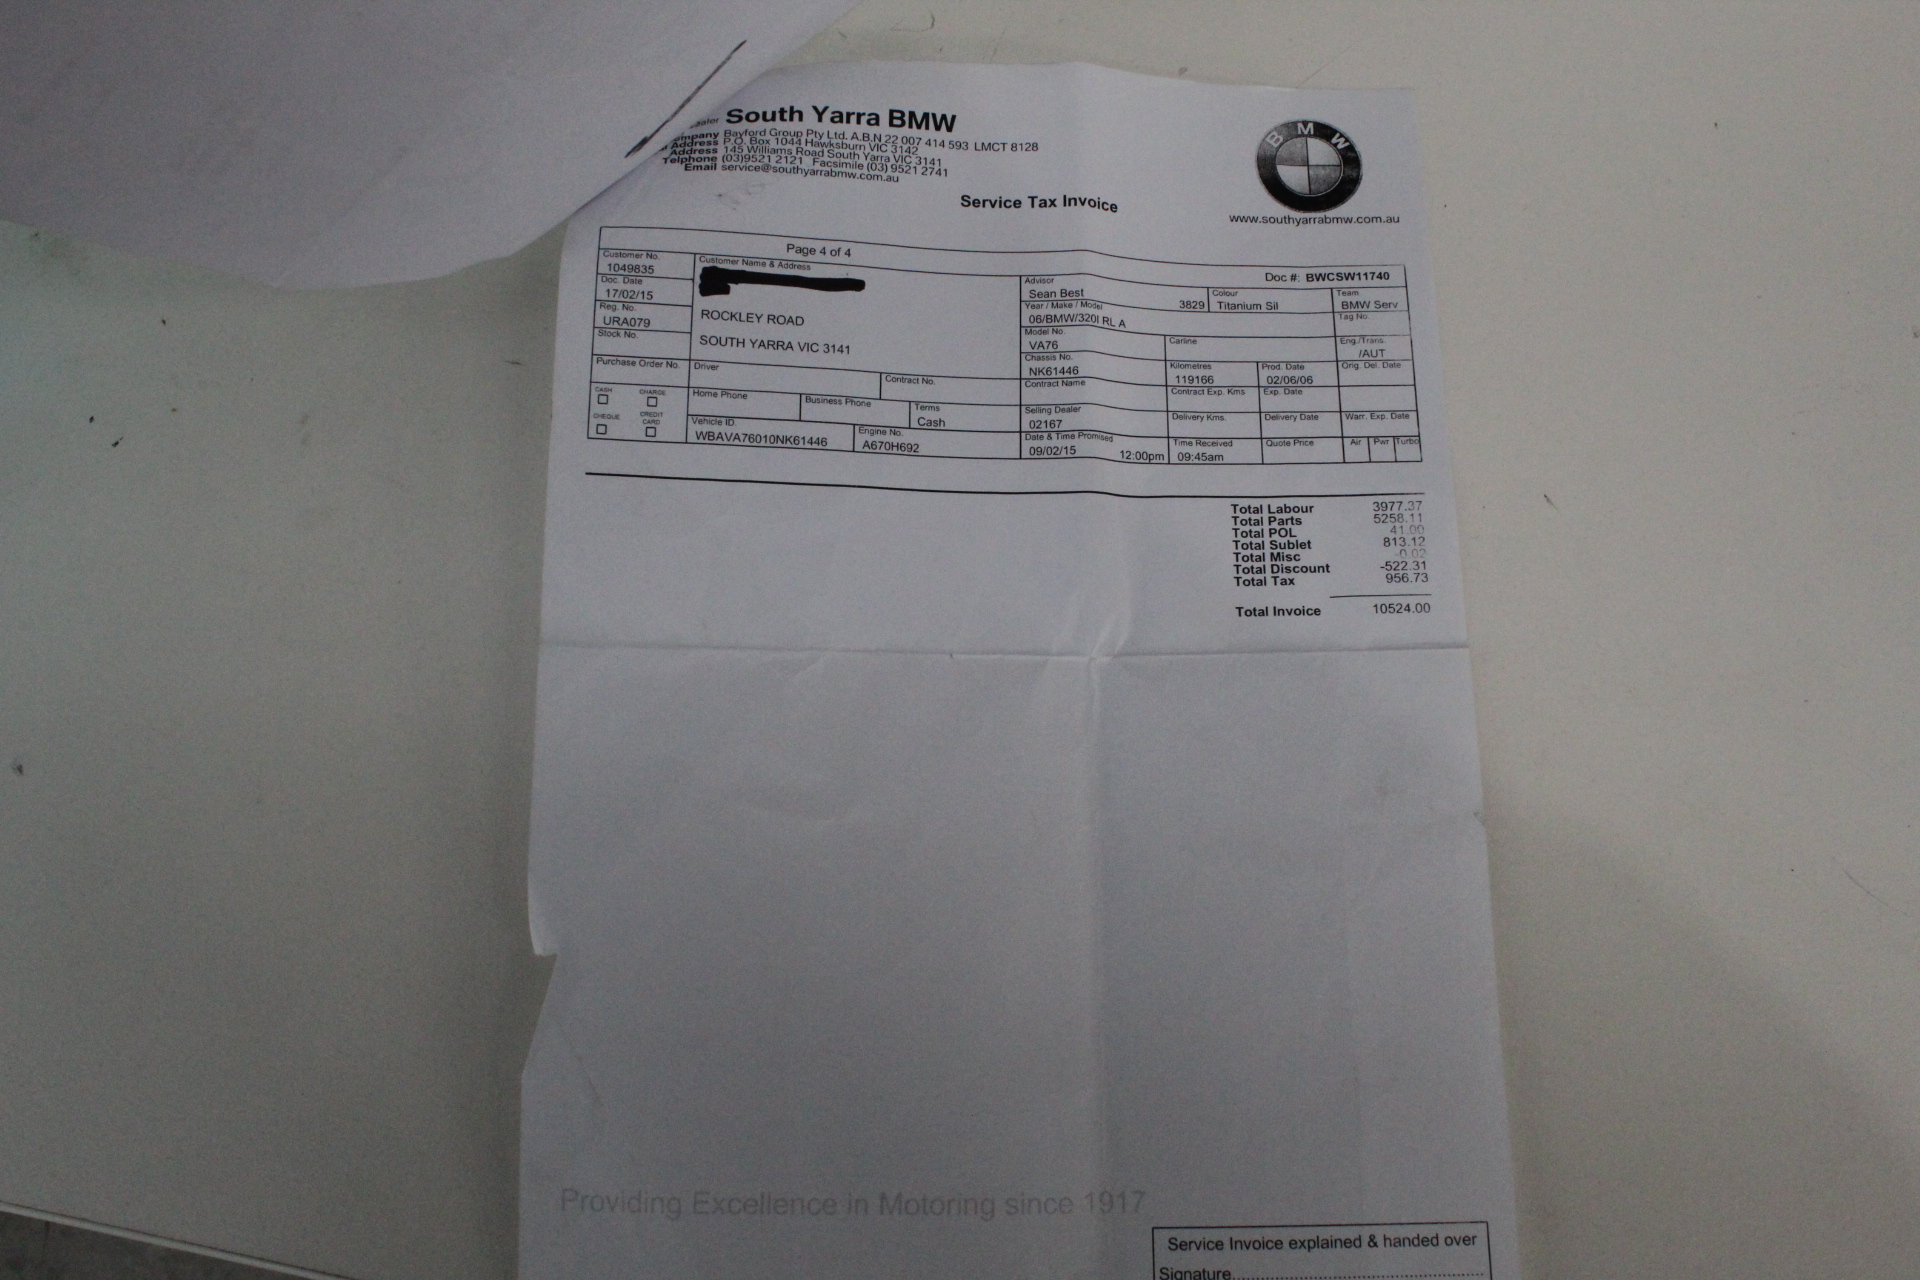 South Yarra BMW
Bayford Group Pty Ltd. A.B.N 22 007 414 593 LMCT 8128
Address P.O. Box 1044 Hawksburn VIC 3142
Address 145 Williams Road South Yarra VIC 3141
Telphone (03)9521 2121 Facsimile (03) 9521 2741
Email service@southyarrabmw.com.au
BMW
www.southyarrabmw.com.au
Service Tax Invoice
Page 4 of 4
Doc #: BWCSW11740
Customer No. Customer Name & Address Advisor Colour Team
1049835 Sean Best 3829 Titanium Sil BMW Serv
Doc. Date Year / Make / Model Tag No.
17/02/15 06/BMW/320I RL A
Reg. No. ROCKLEY ROAD Model No. Carline Eng./Trans.
URA079 VA76 /AUT
Stock No. SOUTH YARRA VIC 3141 Chassis No. Kilometres Prod. Date Orig. Del. Date
NK61446 119166 02/06/06
Purchase Order No. Driver Contract No. Contract Name Contract Exp. Kms Exp. Date
CASH CHARGE Home Phone Business Phone Terms Selling Dealer Delivery Kms. Delivery Date Warr. Exp. Date
Cash 02167
CHEQUE CREDIT CARD Vehicle ID. Engine No. Date & Time Promised Time Received Quote Price Air Pwr Turbo
WBAVA76010NK61446 A670H692 09/02/15 12:00pm 09:45am
Total Labour 3977.37
Total Parts 5258.11
Total POL 41.00
Total Sublet 813.12
Total Misc -0.02
Total Discount -522.31
Total Tax 956.73
Total Invoice 10524.00
Providing Excellence in Motoring since 1917
Service Invoice explained & handed over
Signature